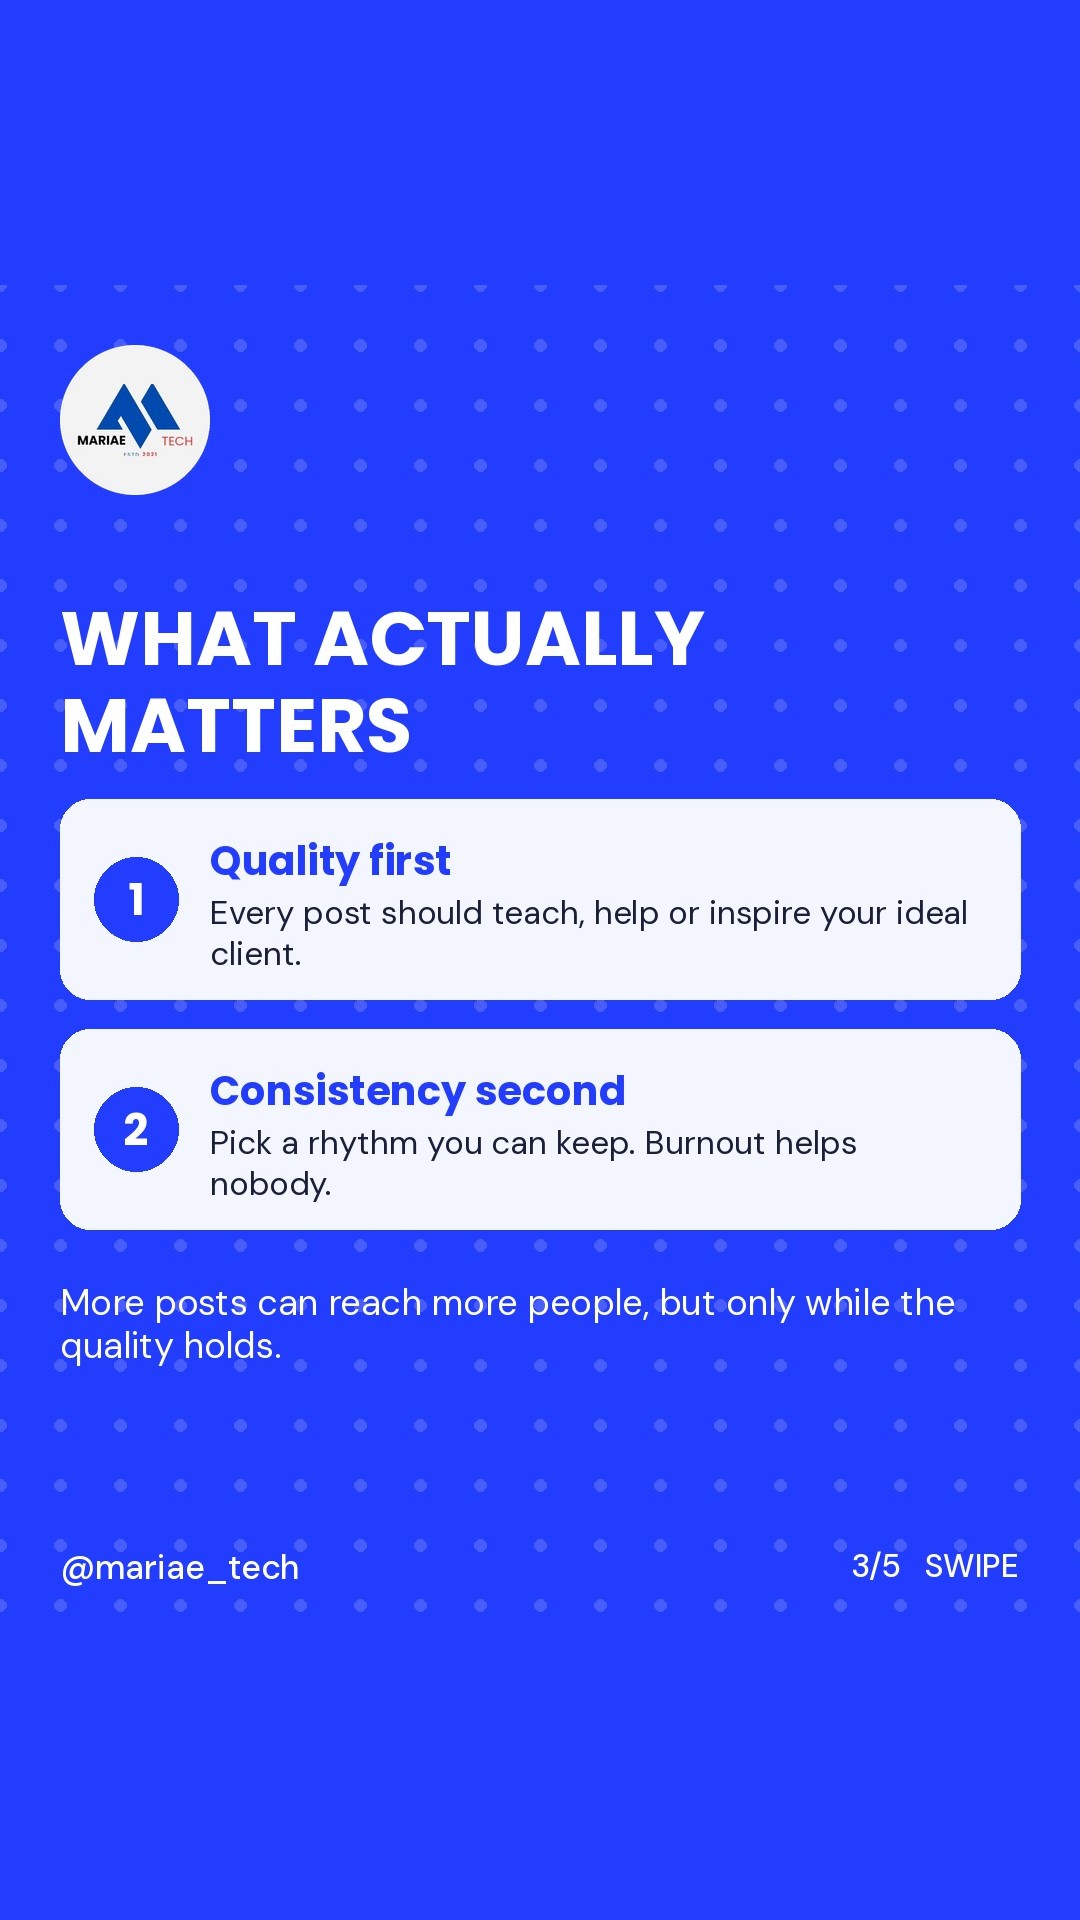 MARIAE TECH
ESTD 2021
WHAT ACTUALLY
MATTERS
1
Quality first
Every post should teach, help or inspire your ideal
client.
2
Consistency second
Pick a rhythm you can keep. Burnout helps
nobody.
More posts can reach more people, but only while the
quality holds.
@mariae_tech
3/5 SWIPE